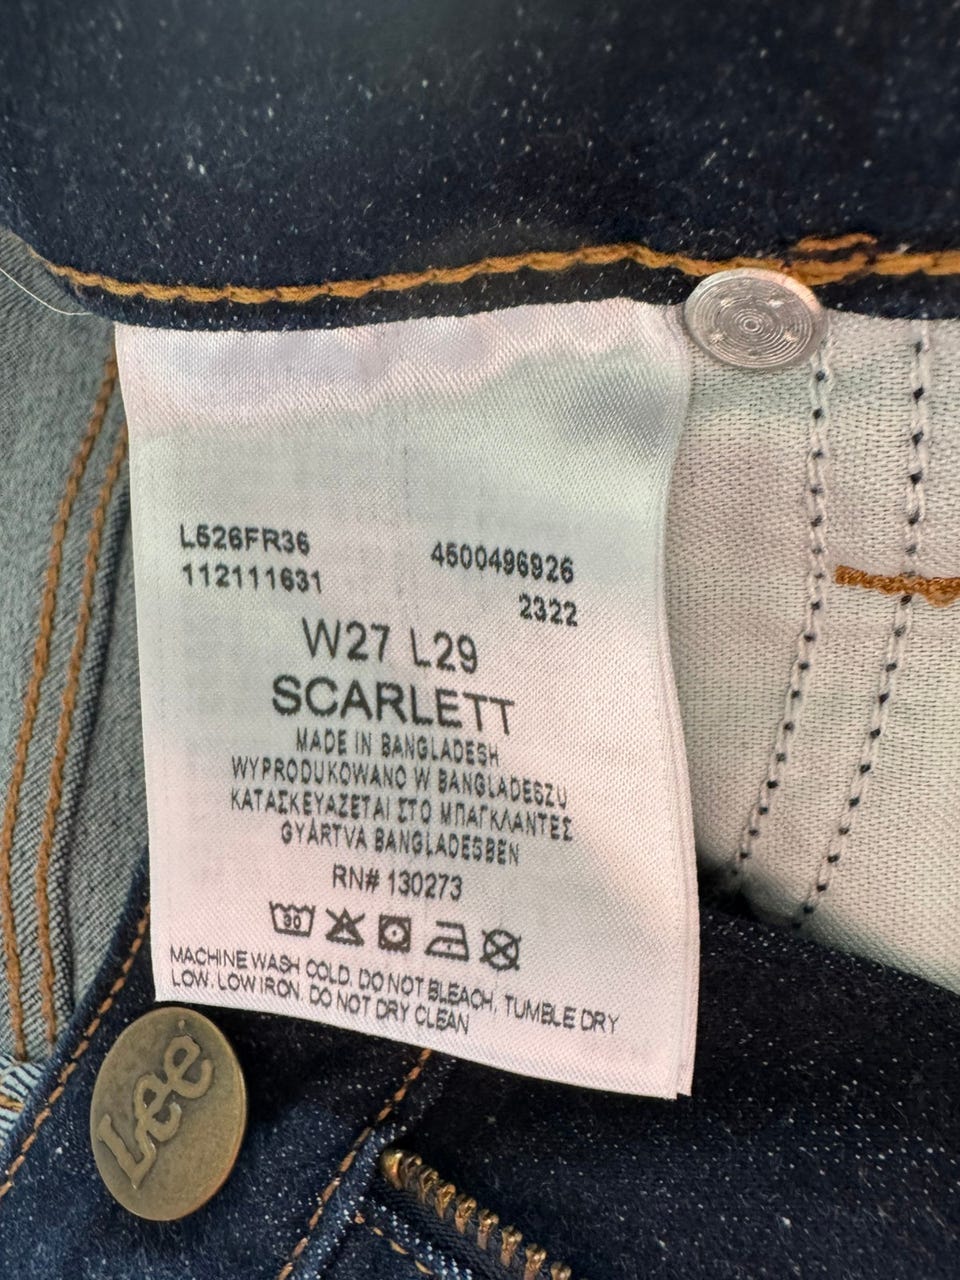 L526FR36
112111631
4500496926
2322
W27 L29
SCARLETT
MADE IN BANGLADESH
WYPRODUKOWANO W BANGLADESZU
ΚΑΤΑΣΚΕΥΑΖΕΤΑΙ ΣΤΟ ΜΠΑΓΚΛΑΝΤΕΣ
GYÁRTVA BANGLADESBEN
RN# 130273
30
MACHINE WASH COLD. DO NOT BLEACH, TUMBLE DRY
LOW. LOW IRON. DO NOT DRY CLEAN
Lee